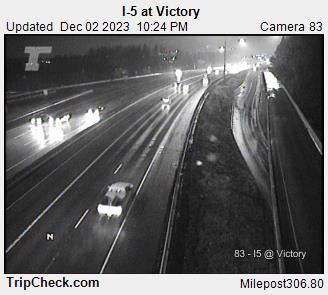 I-5 at Victory
Updated Dec 02 2023 10:24 PM Camera 83
T
N
83 - I5 @ Victory
TripCheck.com Milepost306.80